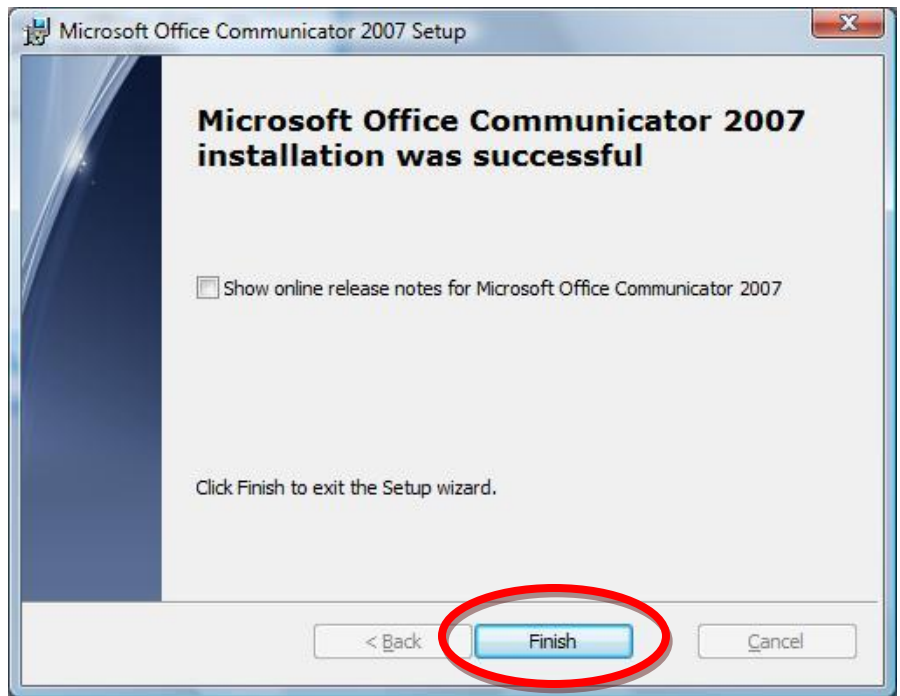 Microsoft Office Communicator 2007 Setup
Microsoft Office Communicator 2007
installation was successful
Show online release notes for Microsoft Office Communicator 2007
Click Finish to exit the Setup wizard.
< Back Finish Cancel